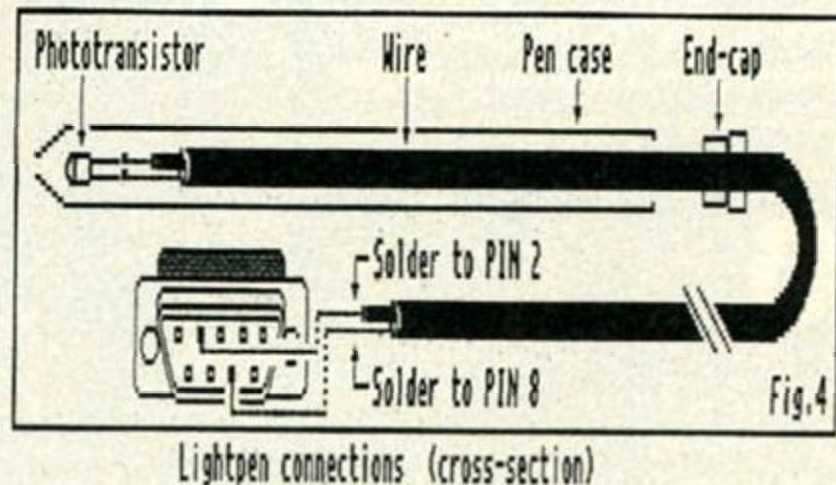 Phototransistor Wire Pen case End-cap
Solder to PIN 2
Solder to PIN 8
Fig.4
Lightpen connections (cross-section)